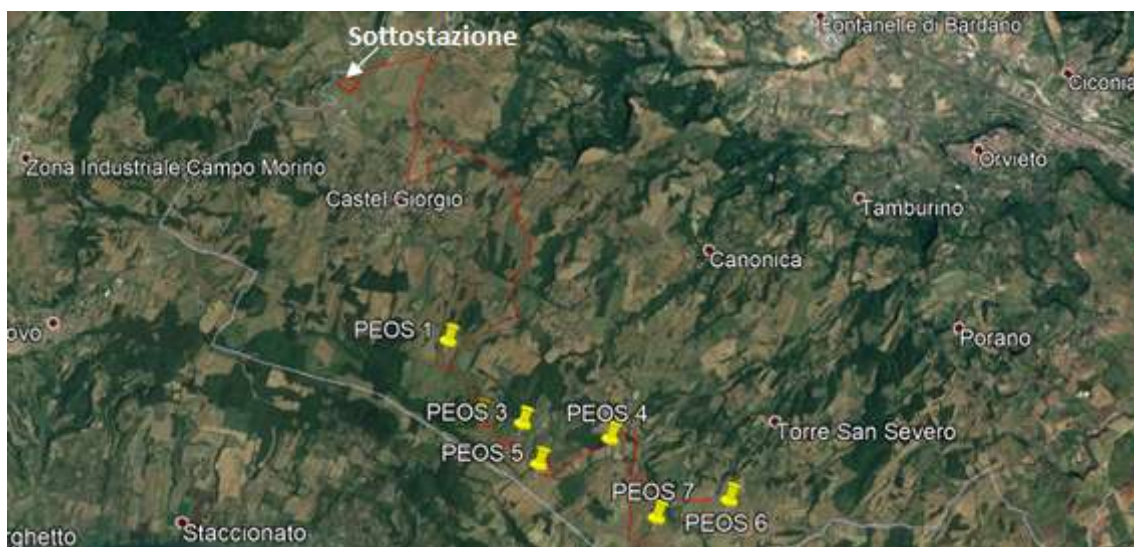 Fontanelle di Bardano
Sottostazione
Ciconia
Zona Industriale Campo Morino
Orvieto
Castel Giorgio
Tamburino
Canonica
ovo
PEOS 1
Porano
PEOS 3
PEOS 4
Torre San Severo
PEOS 5
PEOS 7
PEOS 6
Staccionato
rghetto